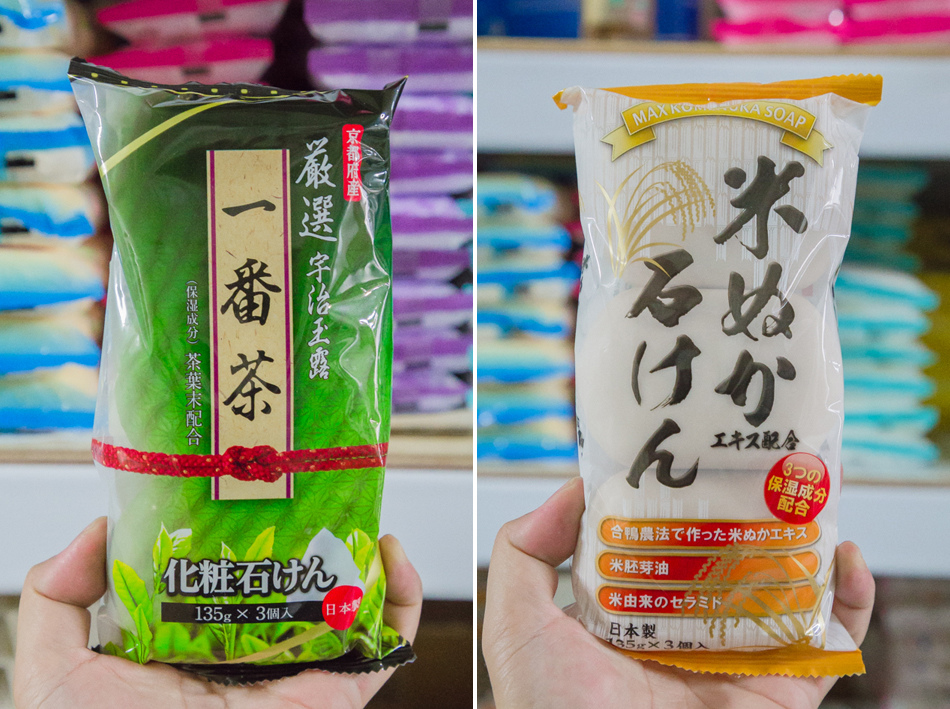 京都府産
厳選 宇治玉露
一番茶
(保湿成分) 茶葉末配合
化粧石けん
135g×3個入
日本製
米ぬか
石けん
エキス配合
3つの
保湿成分
配合
合鴨農法で作った米ぬかエキス
米胚芽油
米由来のセラミド
日本製
135g×3個入